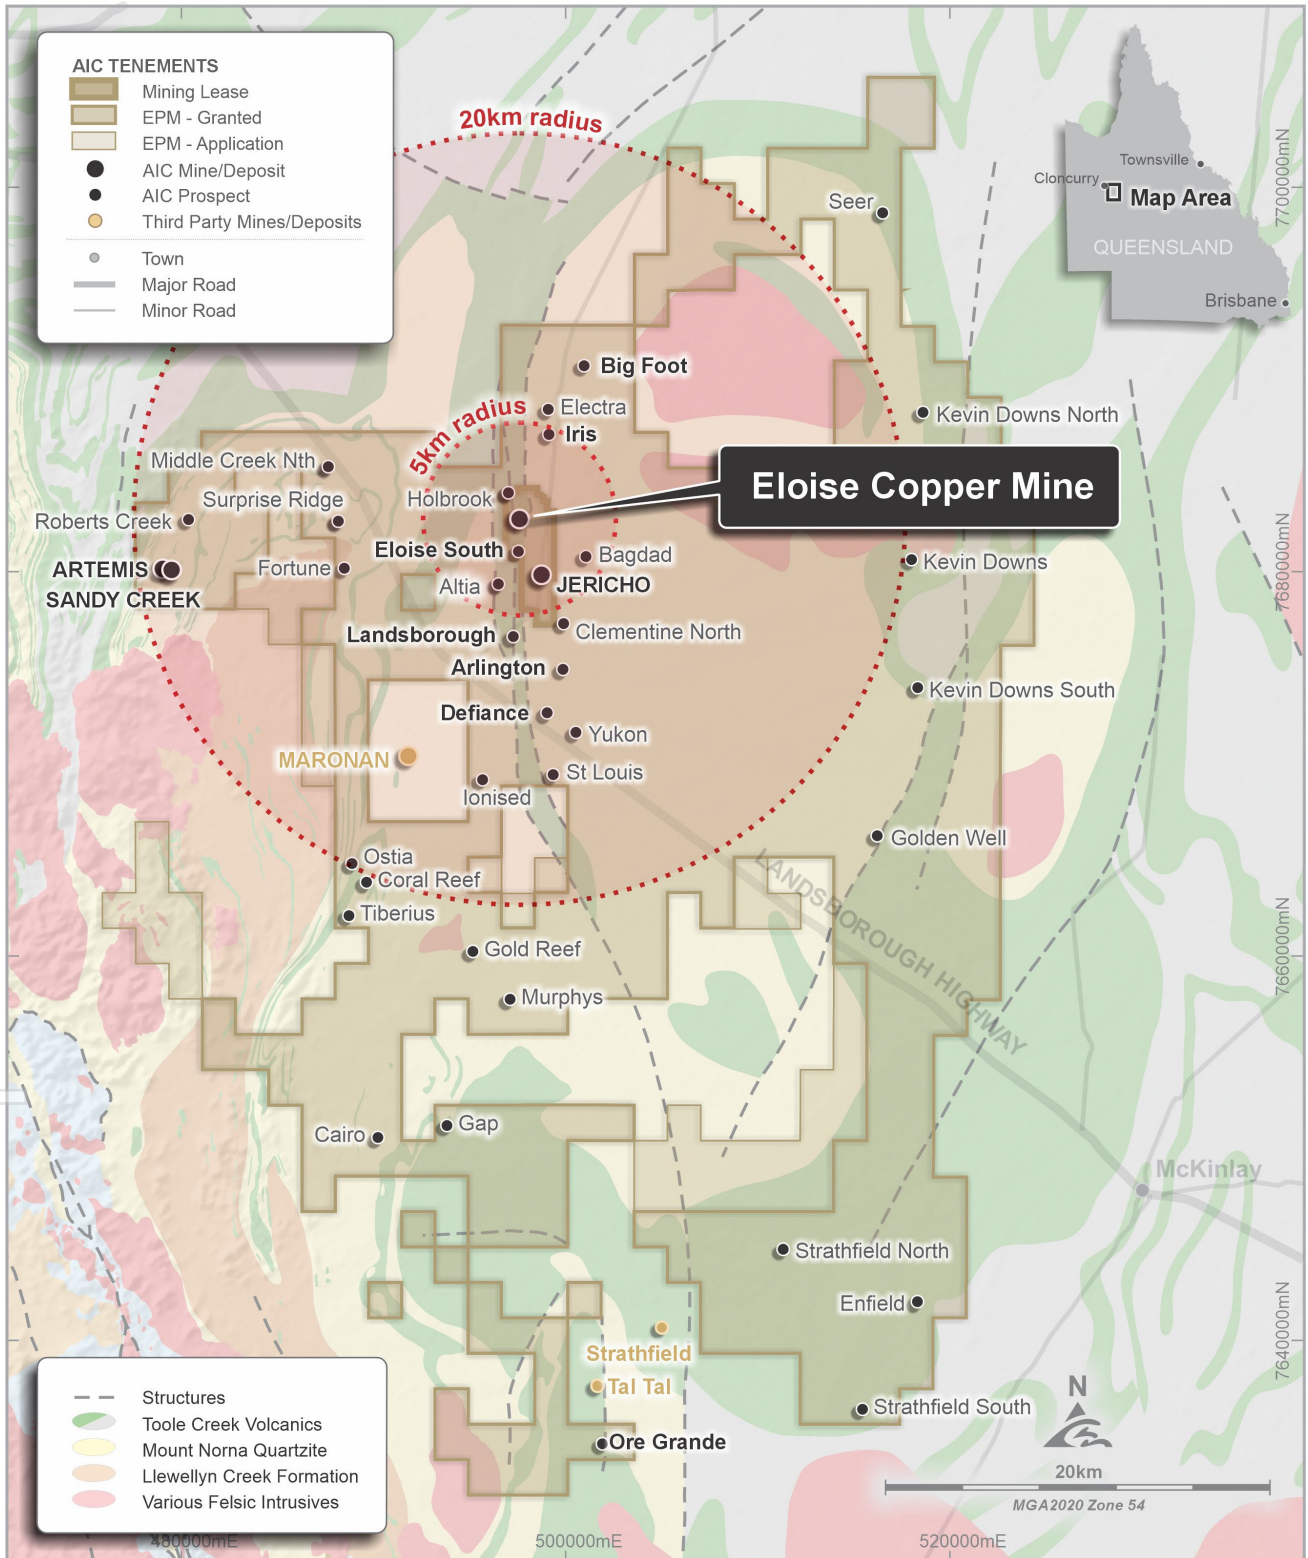 20km radius
AIC TENEMENTS
Mining Lease
EPM - Granted
EPM - Application
AIC Mine/Deposit
AIC Prospect
Third Party Mines/Deposits
Town
Major Road
Minor Road
Townsville
Cloncurry
Map Area
QUEENSLAND
Brisbane
7700000mN
Seer
Big Foot
Electra
5km radius
Iris
Kevin Downs North
Middle Creek Nth
Surprise Ridge
Holbrook
Eloise Copper Mine
Roberts Creek
Eloise South
Bagdad
Kevin Downs
7680000mN
ARTEMIS
Fortune
Altia
JERICHO
SANDY CREEK
Landsborough
Clementine North
Arlington
Kevin Downs South
Defiance
Yukon
MARONAN
St Louis
Ionised
Golden Well
Ostia
Coral Reef
LANDSBOROUGH HIGHWAY
Tiberius
Gold Reef
7660000mN
Murphys
Gap
Cairo
McKinlay
Strathfield North
Enfield
Strathfield
7640000mN
Tal Tal
Strathfield South
Ore Grande
Structures
Toole Creek Volcanics
Mount Norna Quartzite
Llewellyn Creek Formation
Various Felsic Intrusives
N
20km
MGA2020 Zone 54
480000mE
500000mE
520000mE